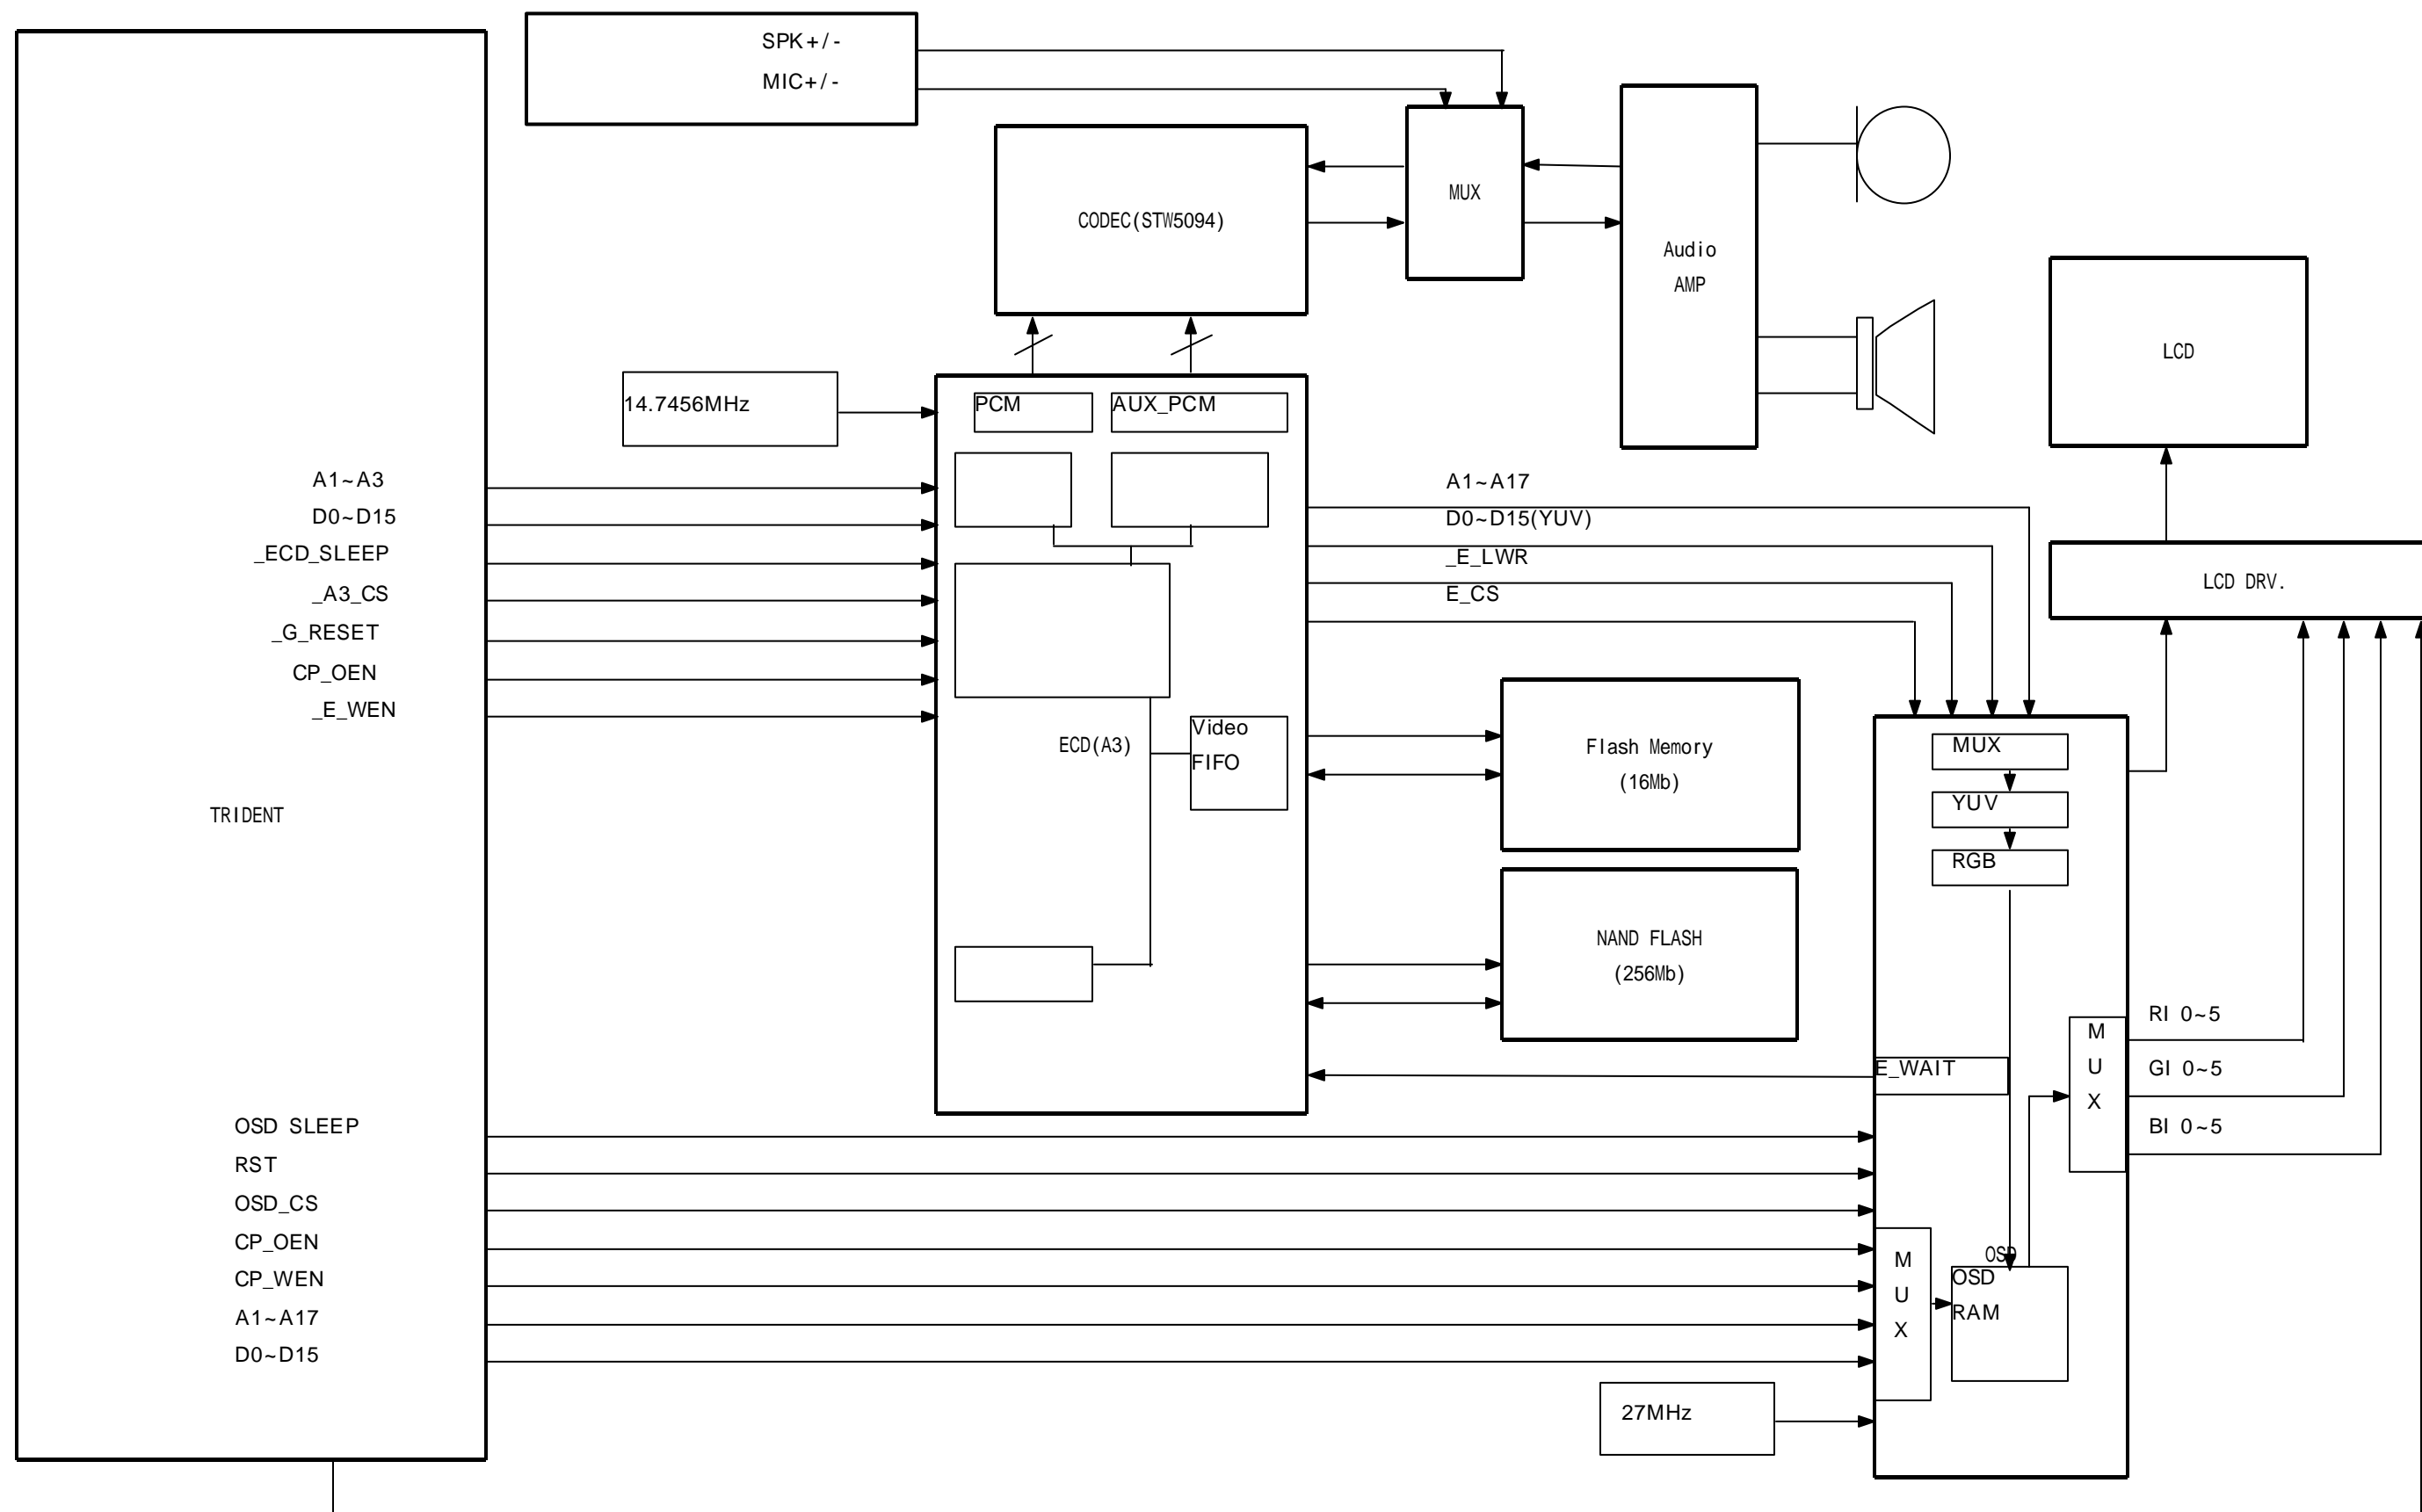 SPK+/-
MIC+/-
MUX
CODEC(STW5094)
Audio
AMP
LCD
14.7456MHz
PCM
AUX_PCM
A1~A3
D0~D15
_ECD_SLEEP
_A3_CS
_G_RESET
CP_OEN
_E_WEN
A1~A17
D0~D15(YUV)
_E_LWR
E_CS
LCD DRV.
TRIDENT
ECD(A3)
Video
FIFO
Flash Memory
(16Mb)
MUX
YUV
RGB
NAND FLASH
(256Mb)
E_WAIT
M
U
X
RI 0~5
GI 0~5
BI 0~5
OSD SLEEP
RST
OSD_CS
CP_OEN
CP_WEN
A1~A17
D0~D15
M
U
X
OSD
OSD
RAM
27MHz